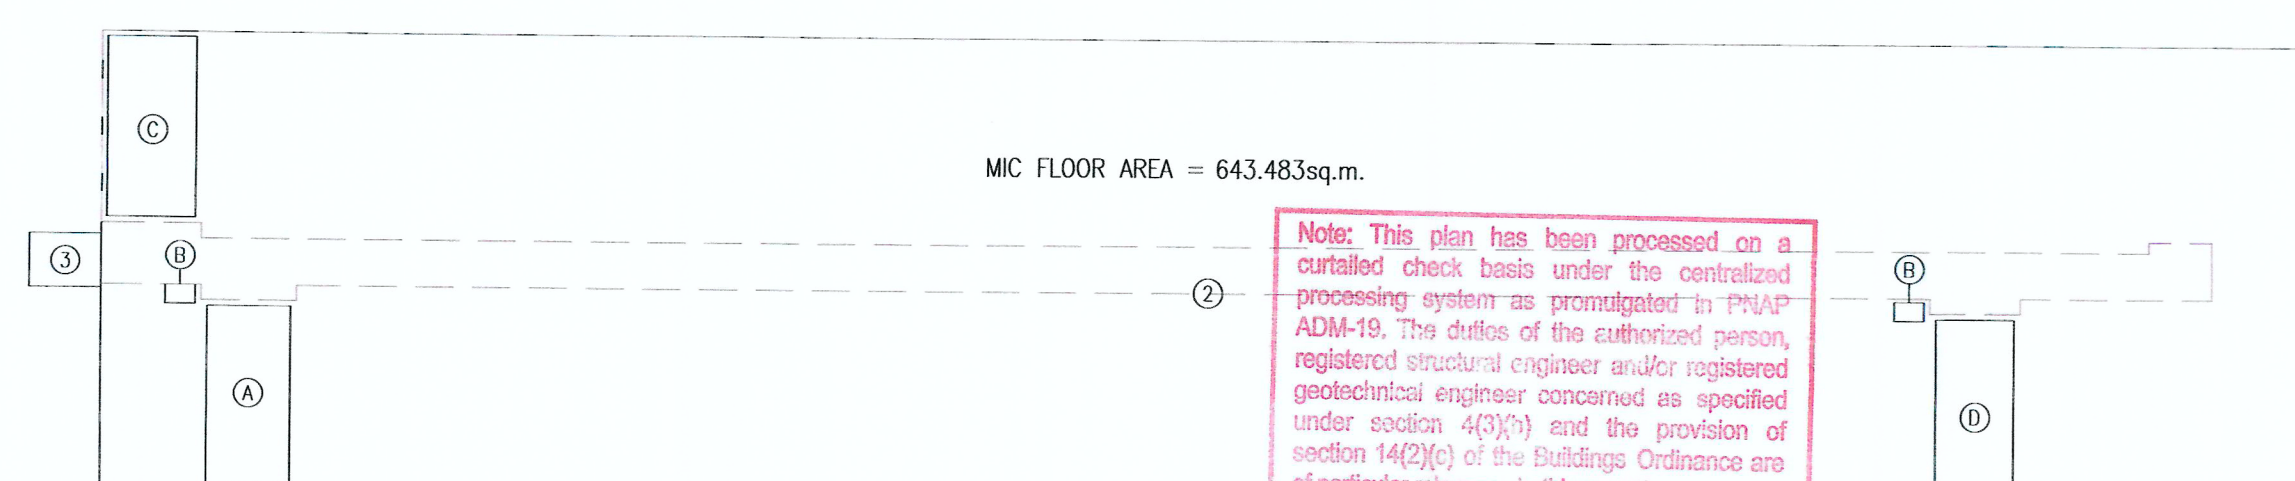 C
MIC FLOOR AREA = 643.483sq.m.
3
B
2
B
A
D
Note: This plan has been processed on a
curtailed check basis under the centralized
processing system as promulgated in PNAP
ADM-19. The duties of the authorized person,
registered structural engineer and/or registered
geotechnical engineer concerned as specified
under section 4(3)(b) and the provision of
section 14(2)(c) of the Buildings Ordinance are
of particular